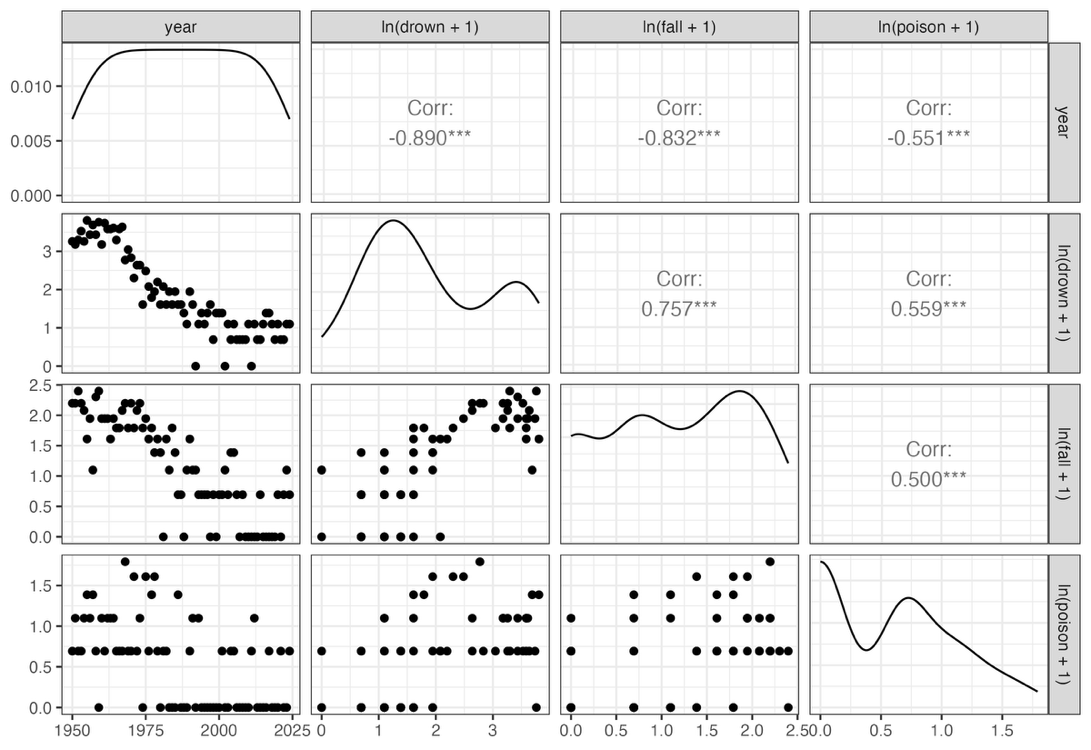 year ln(drown + 1) ln(fall + 1) ln(poison + 1)
0.010
0.005
0.000
Corr:
-0.890***
Corr:
-0.832***
Corr:
-0.551***
year
3
2
1
0
Corr:
0.757***
Corr:
0.559***
ln(drown + 1)
2.5
2.0
1.5
1.0
0.5
0.0
Corr:
0.500***
ln(fall + 1)
1.5
1.0
0.5
0.0
ln(poison + 1)
1950 1975 2000 2025 0 1 2 3 0.0 0.5 1.0 1.5 2.0 2.5 0.0 0.5 1.0 1.5